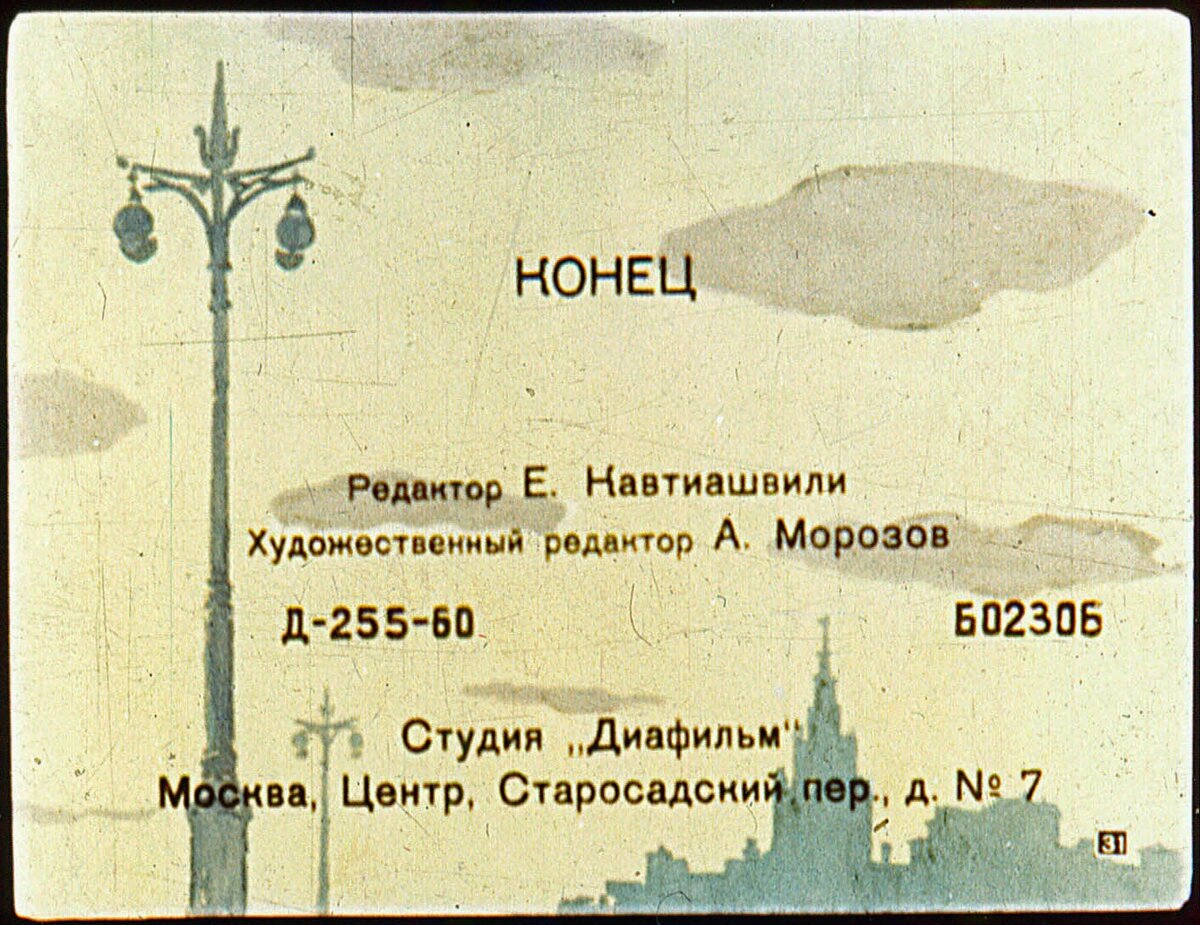 КОНЕЦ
Редактор Е. Кавтиашвили
Художественный редактор А. Морозов
Д-255-60
Б02306
Студия „Диафильм“
Москва, Центр, Старосадский пер., д. № 7
31